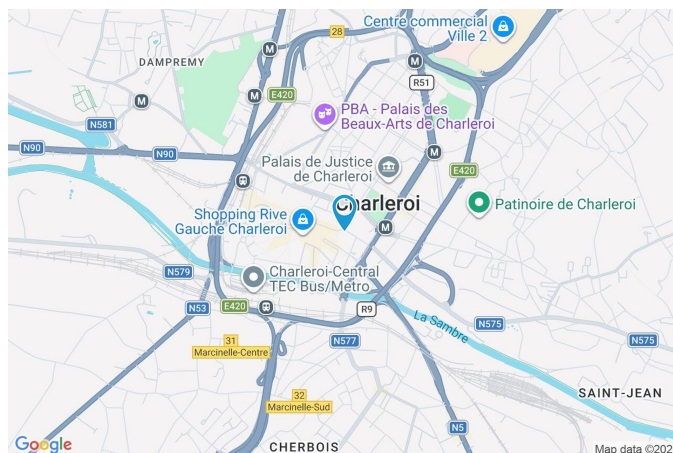 Centre commercial
Ville 2
28
DAMPREMY
M
M
R51
E420
M
PBA - Palais des
Beaux-Arts de Charleroi
N581
N90
N90
M
E420
Palais de Justice
de Charleroi
Charleroi
Patinoire de Charleroi
Shopping Rive
Gauche Charleroi
M
N579
Charleroi-Central
TEC Bus/Metro
E420
N53
R9
La Sambre
N575
N575
31
Marcinelle-Centre
N577
32
Marcinelle-Sud
SAINT-JEAN
N5
CHERBOIS
Google
Map data ©202